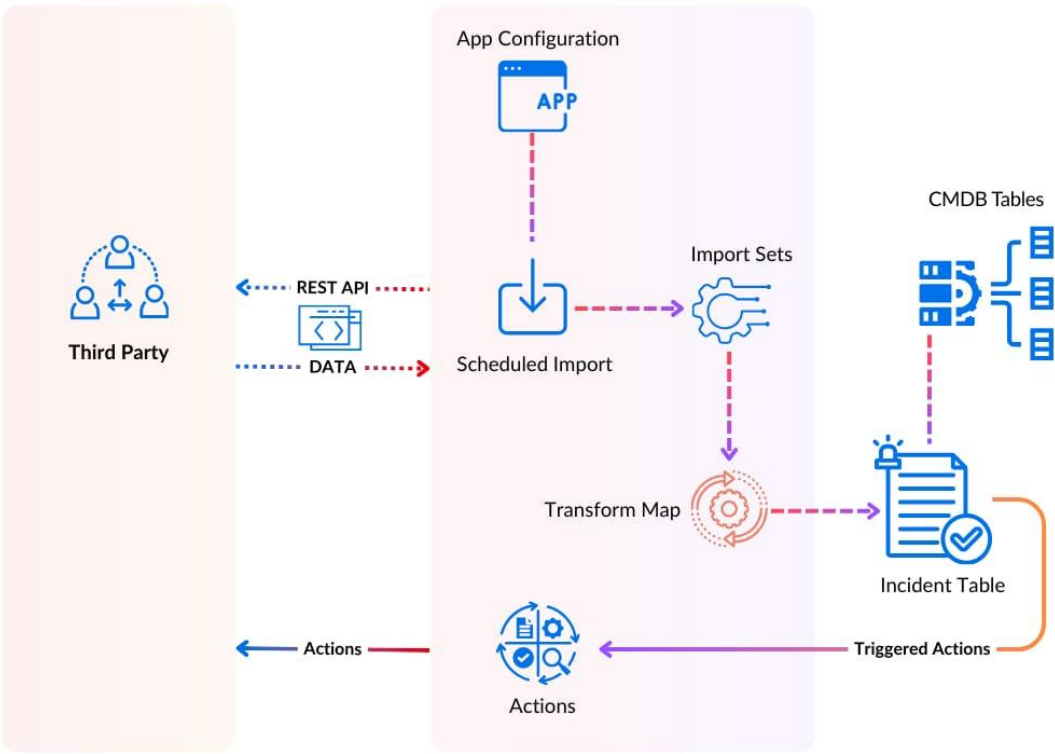 App Configuration
APP
CMDB Tables
Import Sets
REST API
Third Party
DATA
Scheduled Import
Transform Map
Incident Table
Actions
Triggered Actions
Actions